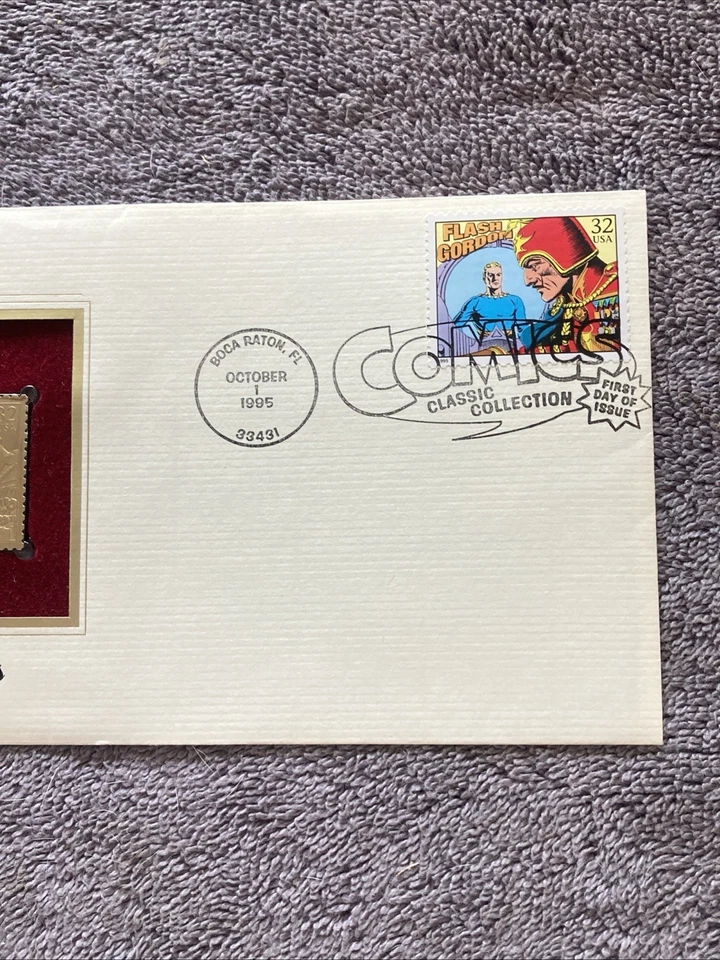 FLASH
GORDON
32
USA
BOCA RATON, FL
OCTOBER
1
1995
33431
COMICS
CLASSIC
COLLECTION
FIRST
DAY OF
ISSUE